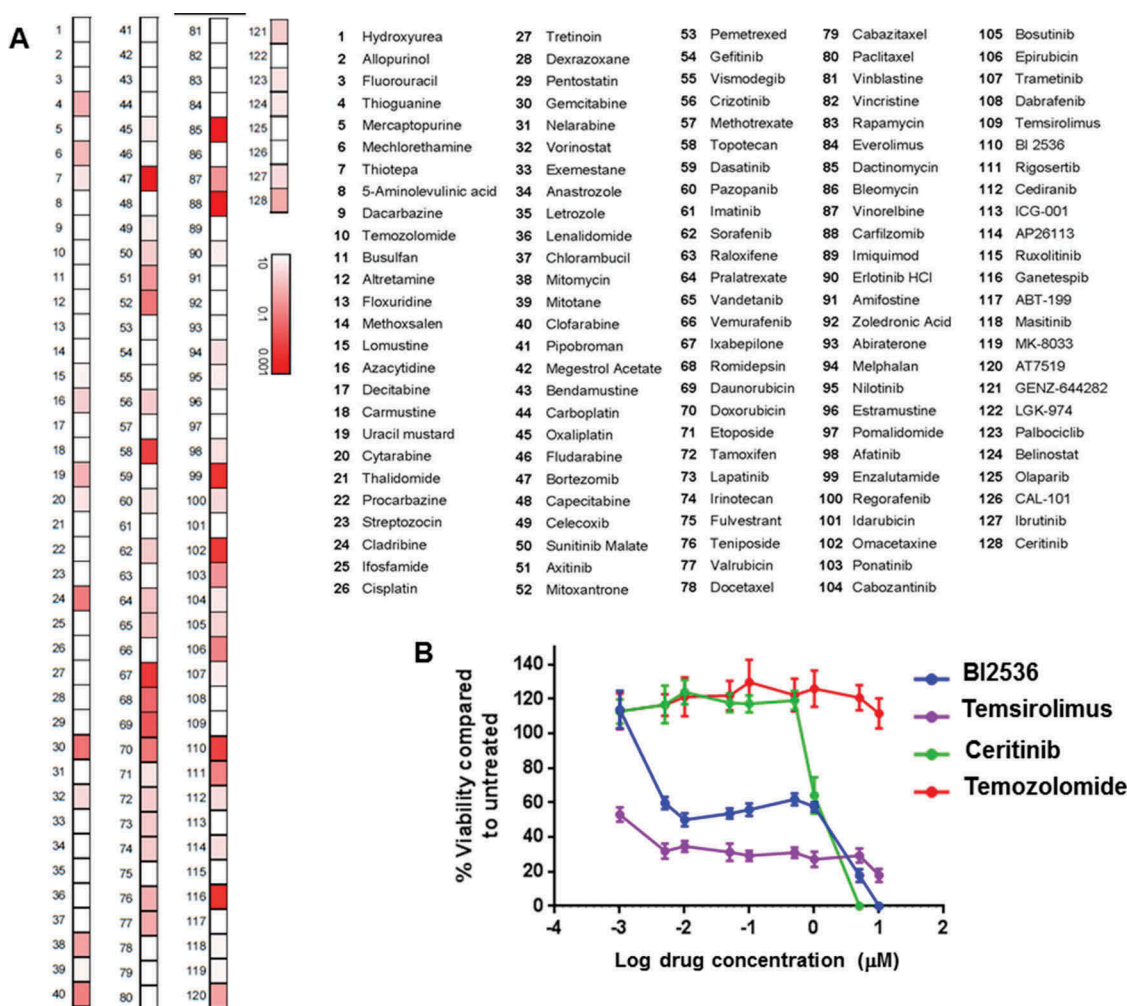 A
1
2
3
4
5
6
7
8
9
10
11
12
13
14
15
16
17
18
19
20
21
22
23
24
25
26
27
28
29
30
31
32
33
34
35
36
37
38
39
40
41
42
43
44
45
46
47
48
49
50
51
52
53
54
55
56
57
58
59
60
61
62
63
64
65
66
67
68
69
70
71
72
73
74
75
76
77
78
79
80
81
82
83
84
85
86
87
88
89
90
91
92
93
94
95
96
97
98
99
100
101
102
103
104
105
106
107
108
109
110
111
112
113
114
115
116
117
118
119
120
121
122
123
124
125
126
127
128
10
0.1
0.001
1 Hydroxyurea
2 Allopurinol
3 Fluorouracil
4 Thioguanine
5 Mercaptopurine
6 Mechlorethamine
7 Thiotepa
8 5-Aminolevulinic acid
9 Dacarbazine
10 Temozolomide
11 Busulfan
12 Altretamine
13 Floxuridine
14 Methoxsalen
15 Lomustine
16 Azacytidine
17 Decitabine
18 Carmustine
19 Uracil mustard
20 Cytarabine
21 Thalidomide
22 Procarbazine
23 Streptozocin
24 Cladribine
25 Ifosfamide
26 Cisplatin
27 Tretinoin
28 Dexrazoxane
29 Pentostatin
30 Gemcitabine
31 Nelarabine
32 Vorinostat
33 Exemestane
34 Anastrozole
35 Letrozole
36 Lenalidomide
37 Chlorambucil
38 Mitomycin
39 Mitotane
40 Clofarabine
41 Pipobroman
42 Megestrol Acetate
43 Bendamustine
44 Carboplatin
45 Oxaliplatin
46 Fludarabine
47 Bortezomib
48 Capecitabine
49 Celecoxib
50 Sunitinib Malate
51 Axitinib
52 Mitoxantrone
53 Pemetrexed
54 Gefitinib
55 Vismodegib
56 Crizotinib
57 Methotrexate
58 Topotecan
59 Dasatinib
60 Pazopanib
61 Imatinib
62 Sorafenib
63 Raloxifene
64 Pralatrexate
65 Vandetanib
66 Vemurafenib
67 Ixabepilone
68 Romidepsin
69 Daunorubicin
70 Doxorubicin
71 Etoposide
72 Tamoxifen
73 Lapatinib
74 Irinotecan
75 Fulvestrant
76 Teniposide
77 Valrubicin
78 Docetaxel
79 Cabazitaxel
80 Paclitaxel
81 Vinblastine
82 Vincristine
83 Rapamycin
84 Everolimus
85 Dactinomycin
86 Bleomycin
87 Vinorelbine
88 Carfilzomib
89 Imiquimod
90 Erlotinib HCl
91 Amifostine
92 Zoledronic Acid
93 Abiraterone
94 Melphalan
95 Nilotinib
96 Estramustine
97 Pomalidomide
98 Afatinib
99 Enzalutamide
100 Regorafenib
101 Idarubicin
102 Omacetaxine
103 Ponatinib
104 Cabozantinib
105 Bosutinib
106 Epirubicin
107 Trametinib
108 Dabrafenib
109 Temsirolimus
110 BI 2536
111 Rigosertib
112 Cediranib
113 ICG-001
114 AP26113
115 Ruxolitinib
116 Ganetespib
117 ABT-199
118 Masitinib
119 MK-8033
120 AT7519
121 GENZ-644282
122 LGK-974
123 Palbociclib
124 Belinostat
125 Olaparib
126 CAL-101
127 Ibrutinib
128 Ceritinib
B
% Viability compared
to untreated
140
120
100
80
60
40
20
0
-4
-3
-2
-1
0
1
2
Log drug concentration (µM)
BI2536
Temsirolimus
Ceritinib
Temozolomide